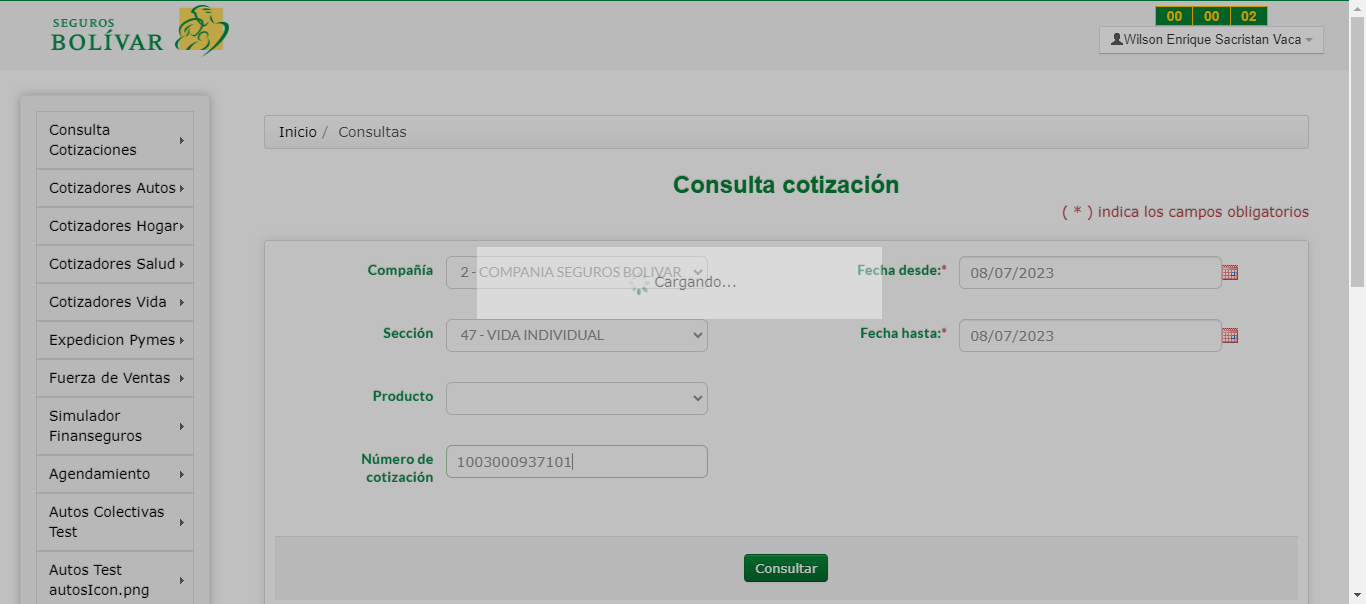 SEGUROS
BOLÍVAR
00 00 02
Wilson Enrique Sacristan Vaca
Consulta
Cotizaciones
Cotizadores Autos
Cotizadores Hogar
Cotizadores Salud
Cotizadores Vida
Expedicion Pymes
Fuerza de Ventas
Simulador
Finanseguros
Agendamiento
Autos Colectivas
Test
Autos Test
autosIcon.png
Inicio / Consultas
Consulta cotización
( * ) indica los campos obligatorios
Compañía 2 - COMPANIA SEGUROS BOLIVAR Fecha desde:* 08/07/2023
Cargando...
Sección 47 - VIDA INDIVIDUAL Fecha hasta:* 08/07/2023
Producto
Número de
cotización 1003000937101
Consultar